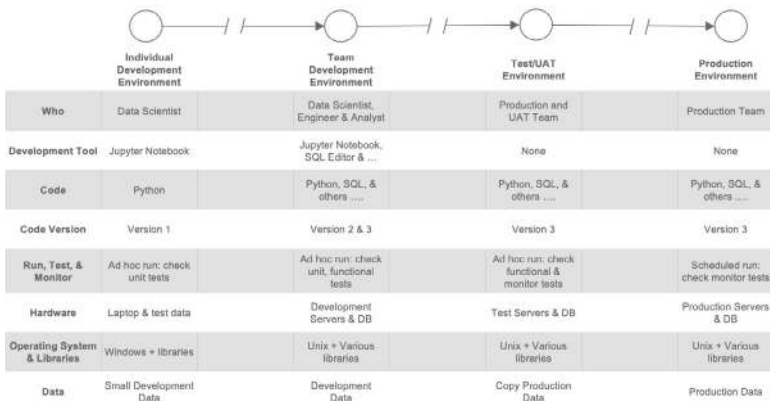 Individual Development Environment
Team Development Environment
Test/UAT Environment
Production Environment
Who Data Scientist Data Scientist, Engineer & Analyst Production and UAT Team Production Team
Development Tool Jupyter Notebook Jupyter Notebook, SQL Editor & ... None None
Code Python Python, SQL, & others .... Python, SQL, & others .... Python, SQL, & others ....
Code Version Version 1 Version 2 & 3 Version 3 Version 3
Run, Test, & Monitor Ad hoc run: check unit tests Ad hoc run: check unit, functional tests Ad hoc run: check functional & monitor tests Scheduled run: check monitor tests
Hardware Laptop & test data Development Servers & DB Test Servers & DB Production Servers & DB
Operating System & Libraries Windows + libraries Unix + Various libraries Unix + Various libraries Unix + Various libraries
Data Small Development Data Development Data Copy Production Data Production Data